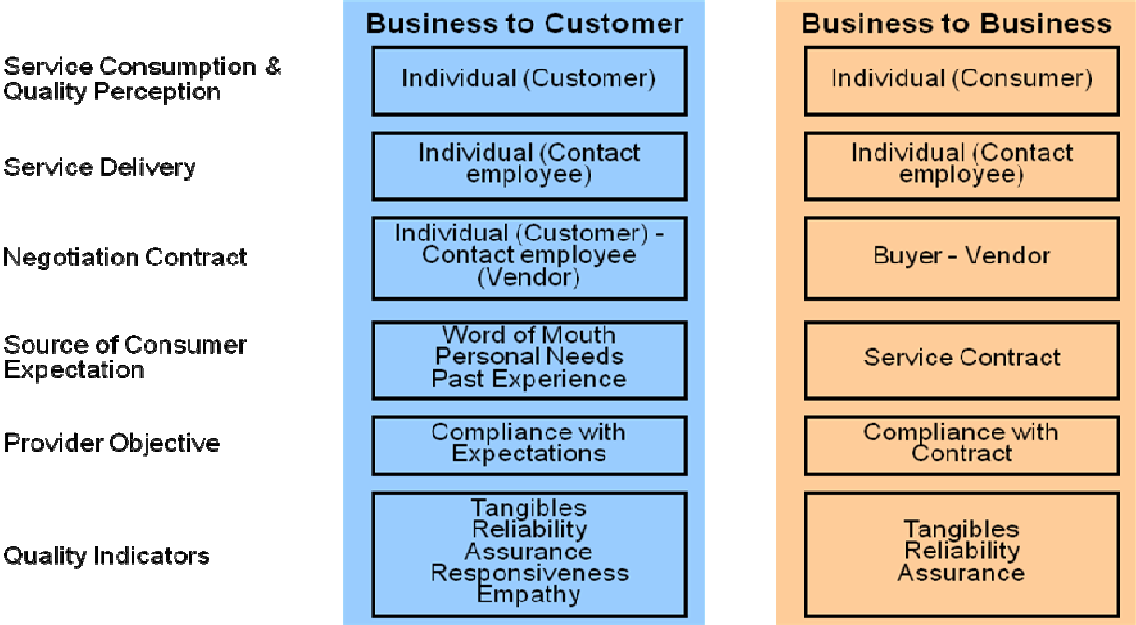 Business to Customer
Business to Business
Service Consumption &
Quality Perception
Individual (Customer)
Individual (Consumer)
Service Delivery
Individual (Contact
employee)
Individual (Contact
employee)
Negotiation Contract
Individual (Customer) -
Contact employee
(Vendor)
Buyer - Vendor
Source of Consumer
Expectation
Word of Mouth
Personal Needs
Past Experience
Service Contract
Provider Objective
Compliance with
Expectations
Compliance with
Contract
Quality Indicators
Tangibles
Reliability
Assurance
Responsiveness
Empathy
Tangibles
Reliability
Assurance